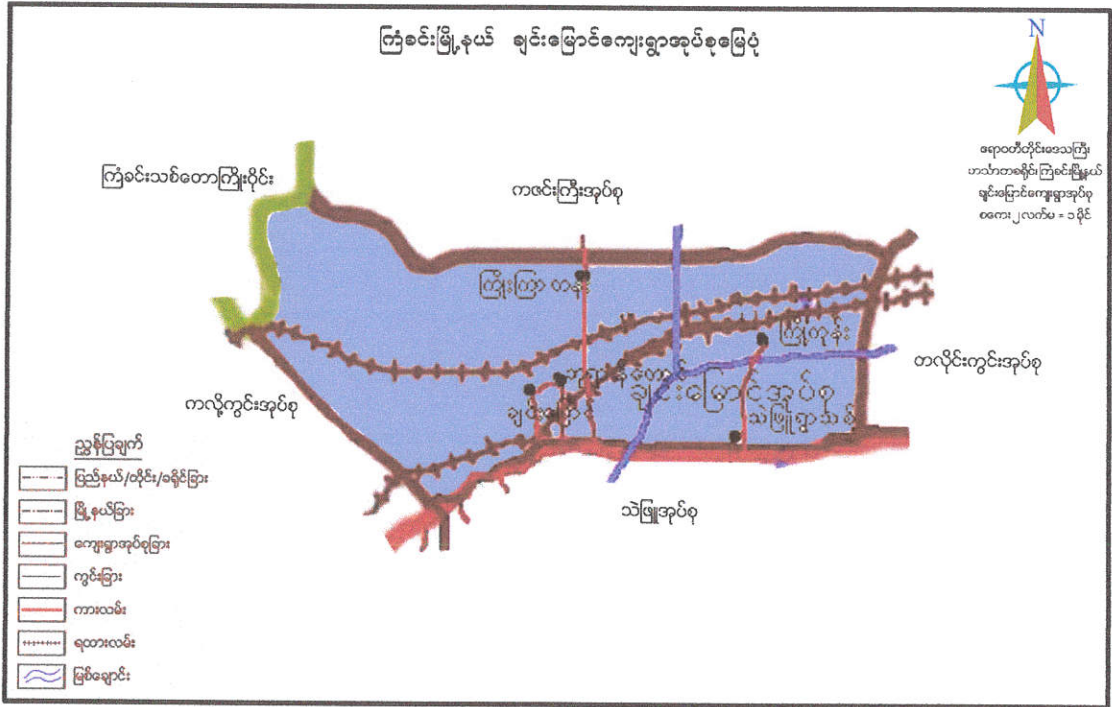 ကြံခင်းမြို့နယ် ချင်းမြောင်ကျေးရွာအုပ်စုမြေပုံ
N
ဧရာဝတီတိုင်းဒေသကြီး
ဟင်္သာတခရိုင်၊ ကြံခင်းမြို့နယ်
ချင်းမြောင်ကျေးရွာအုပ်စု
စကေး ၂ လက်မ = ၁ မိုင်
ကြံခင်းသစ်တောကြိုးဝိုင်း
ကဇင်းကြီးအုပ်စု
ကြိုးကြာတန်း
ကြို့ကုန်း
တလိုင်းကွင်းအုပ်စု
ချင်းမြောင်အုပ်စု
ချင်းမြောင်
သဲဖြူရွာသစ်
ကလို့ကွင်းအုပ်စု
သဲဖြူအုပ်စု
ညွှန်ပြချက်
ပြည်နယ်/တိုင်း/ခရိုင်ခြား
မြို့နယ်ခြား
ကျေးရွာအုပ်စုခြား
ကွင်းခြား
ကားလမ်း
ရထားလမ်း
မြစ်ချောင်း